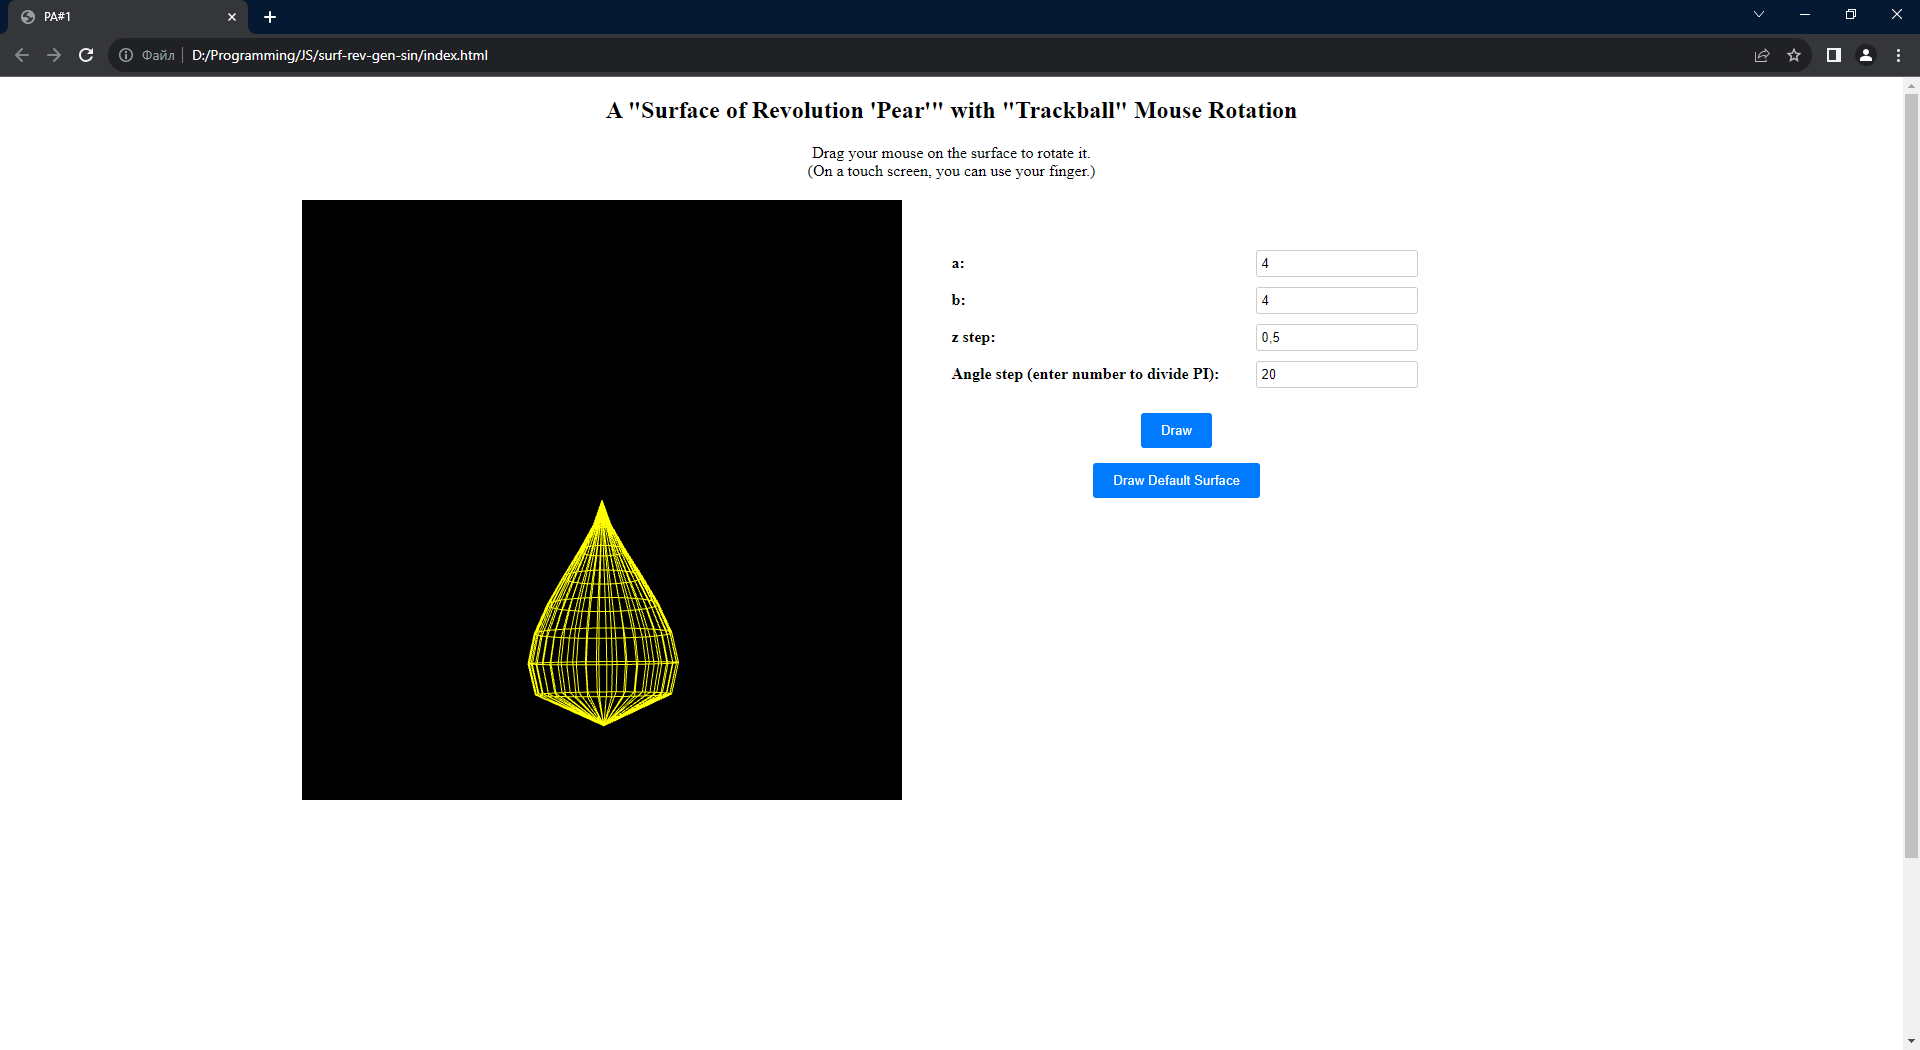 PA#1
Файл
D:/Programming/JS/surf-rev-gen-sin/index.html
A "Surface of Revolution 'Pear'" with "Trackball" Mouse Rotation
Drag your mouse on the surface to rotate it.
(On a touch screen, you can use your finger.)
a:
4
b:
4
z step:
0,5
Angle step (enter number to divide PI):
20
Draw
Draw Default Surface